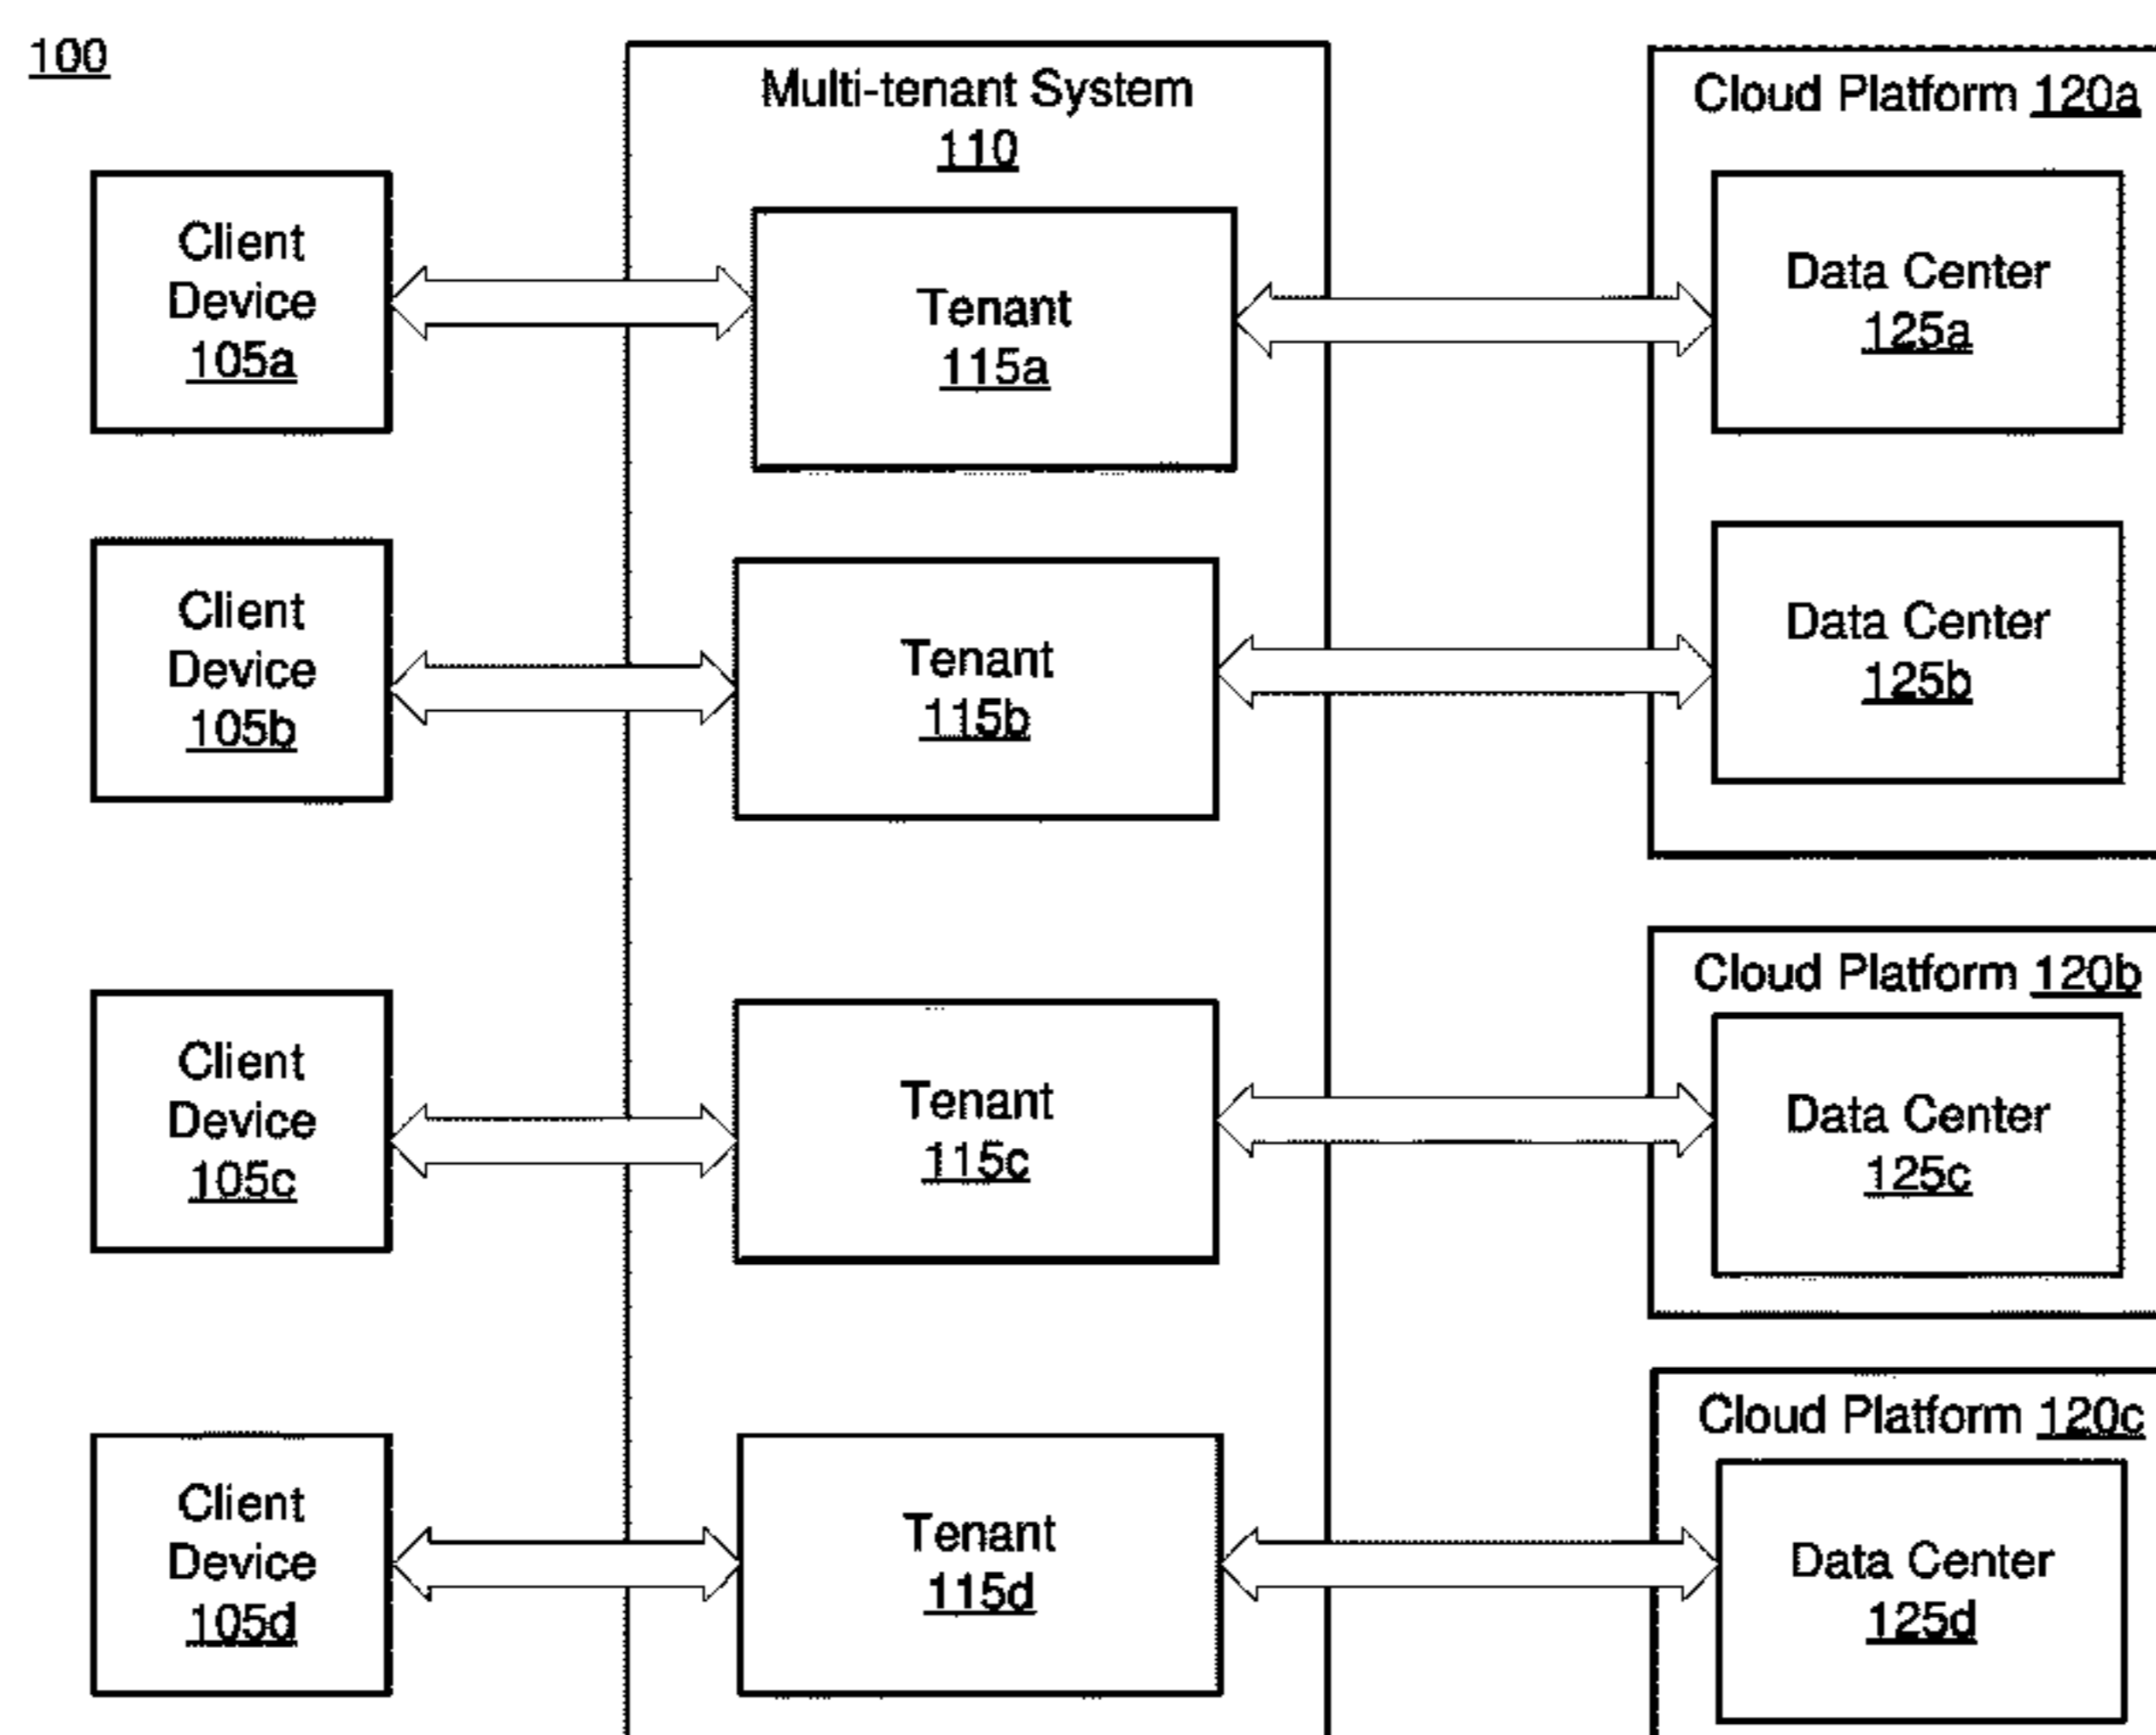 100
Multi-tenant System
110
Cloud Platform 120a
Client
Device
105a
Tenant
115a
Data Center
125a
Client
Device
105b
Tenant
115b
Data Center
125b
Cloud Platform 120b
Client
Device
105c
Tenant
115c
Data Center
125c
Cloud Platform 120c
Client
Device
105d
Tenant
115d
Data Center
125d